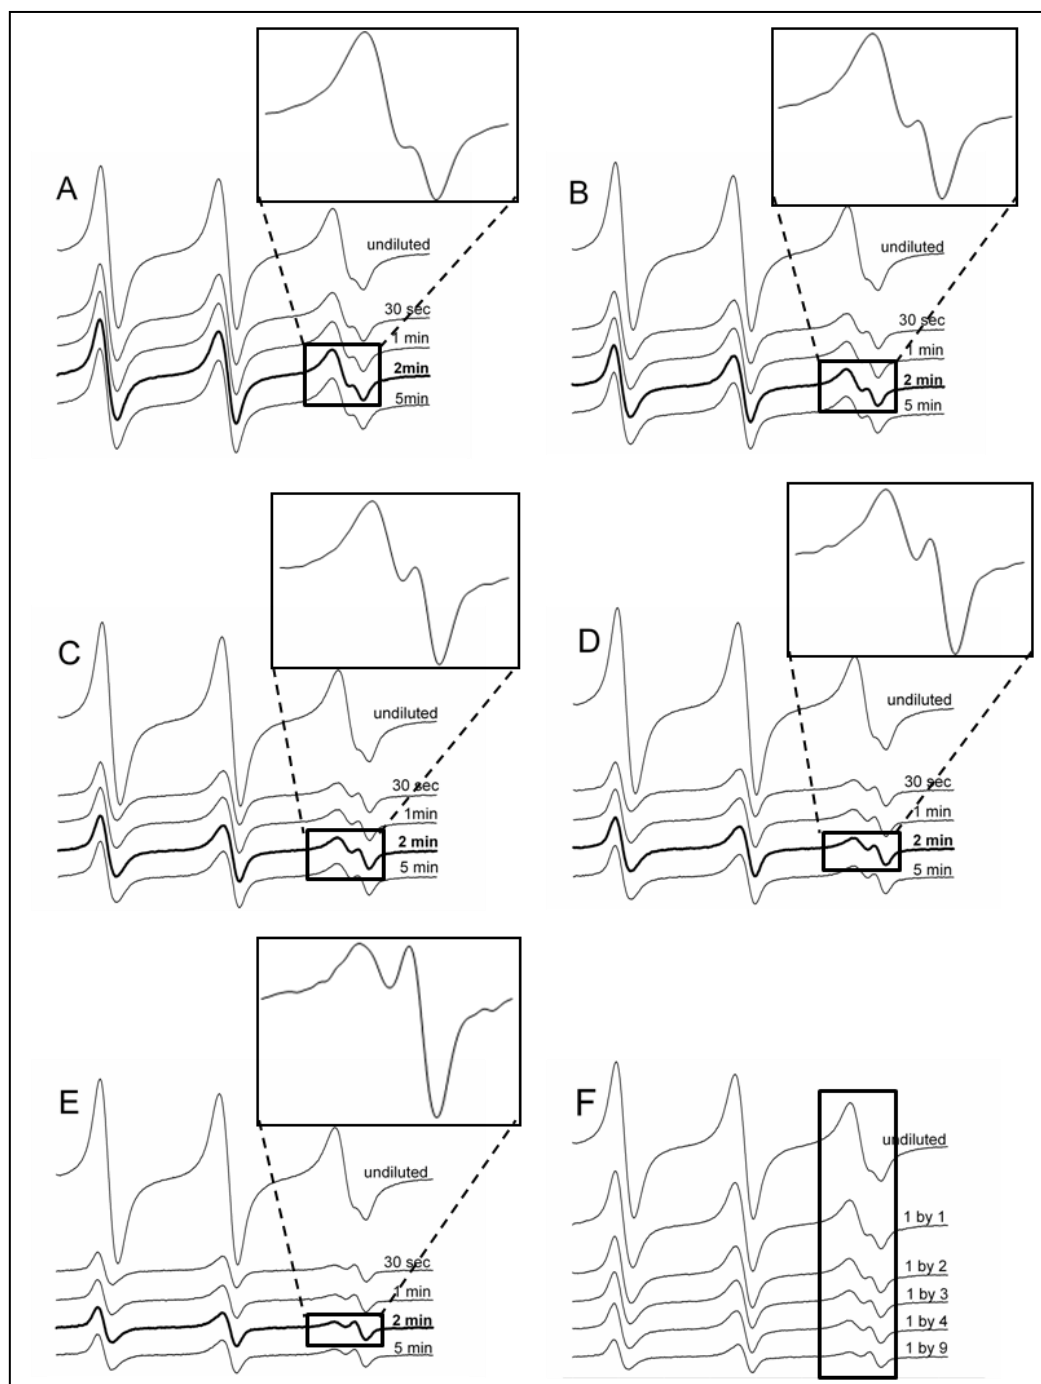 A
undiluted
30 sec
1 min
2min
5min
B
undiluted
30 sec
1 min
2 min
5 min
C
undiluted
30 sec
1min
2 min
5 min
D
undiluted
30 sec
1 min
2 min
5 min
E
undiluted
30 sec
1 min
2 min
5 min
F
undiluted
1 by 1
1 by 2
1 by 3
1 by 4
1 by 9